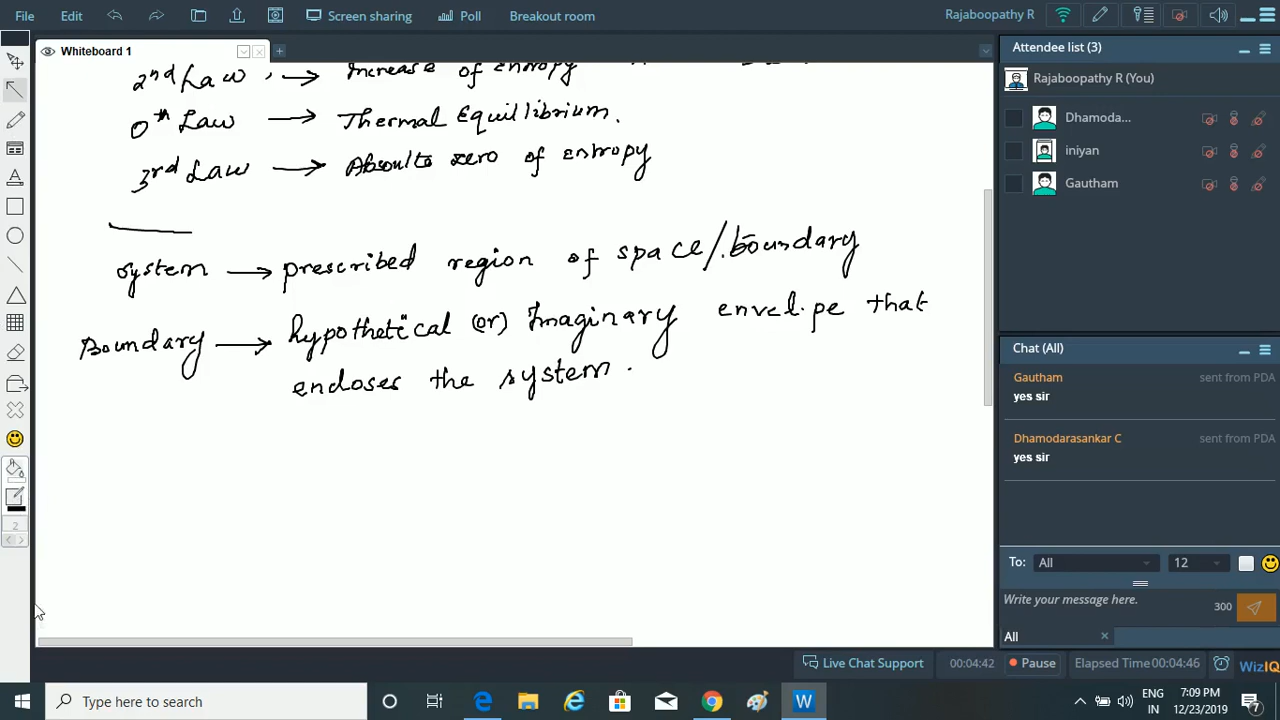 File Edit Screen sharing Poll Breakout room Rajaboopathy R
Whiteboard 1
2nd Law → Increase of entropy
0th Law → Thermal Equilibrium.
3rd Law → Absoulte zero of entropy
system → prescribed region of space/boundary
Boundary → hypothetical (or) Imaginary envelope that
encloses the system.
Attendee list (3)
Rajaboopathy R (You)
Dhamoda...
iniyan
Gautham
Chat (All)
Gautham sent from PDA
yes sir
Dhamodarasankar C sent from PDA
yes sir
To: All 12
Write your message here. 300
All
2
Live Chat Support 00:04:42 Pause Elapsed Time 00:04:46 WizIQ
Type here to search
ENG 7:09 PM
IN 12/23/2019 7